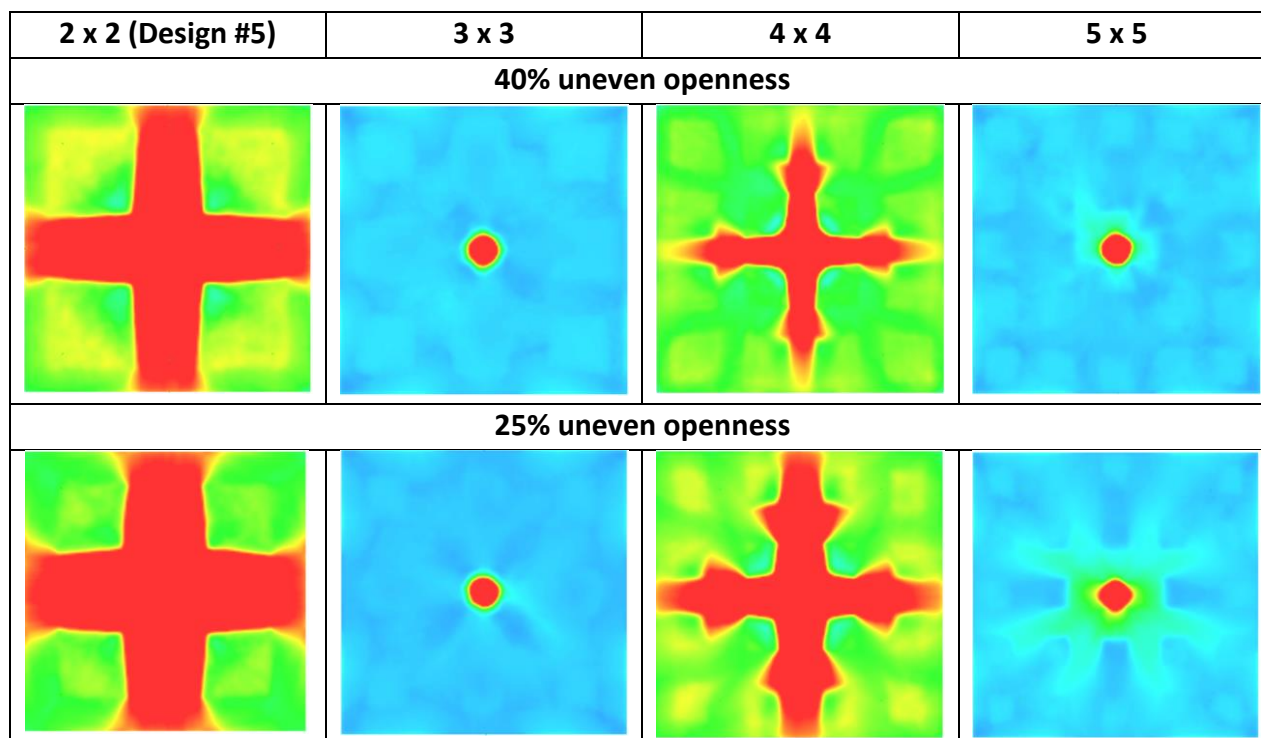 2 x 2 (Design #5)
3 x 3
4 x 4
5 x 5
40% uneven openness
25% uneven openness